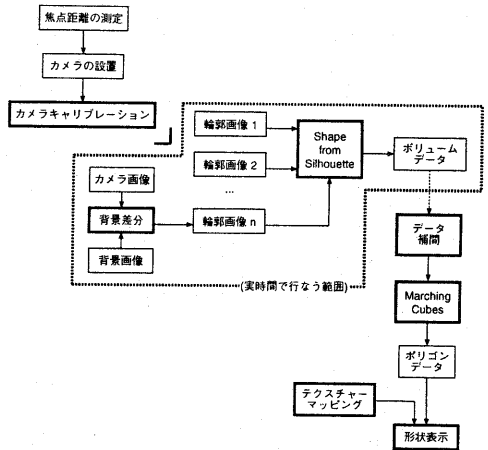 焦点距離の測定
カメラの設置
カメラキャリブレーション
輪郭画像 1
輪郭画像 2
...
輪郭画像 n
カメラ画像
背景差分
背景画像
Shape
from
Silhouette
ボリューム
データ
(実時間で行なう範囲)
データ
補間
Marching
Cubes
ポリゴン
データ
テクスチャー
マッピング
形状表示